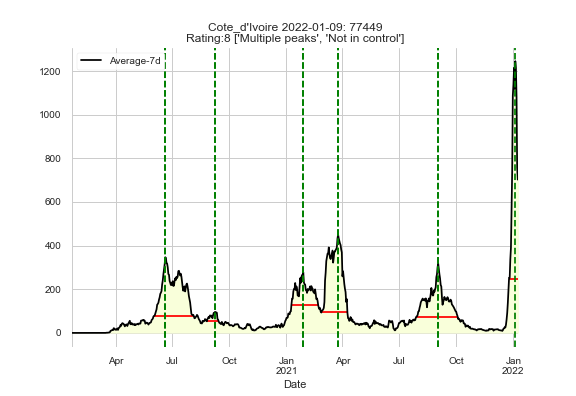 Cote_d'Ivoire 2022-01-09: 77449
Rating:8 ['Multiple peaks', 'Not in control']
Average-7d
1200
1000
800
600
400
200
0
Apr Jul Oct Jan Apr Jul Oct Jan
2021 2022
Date